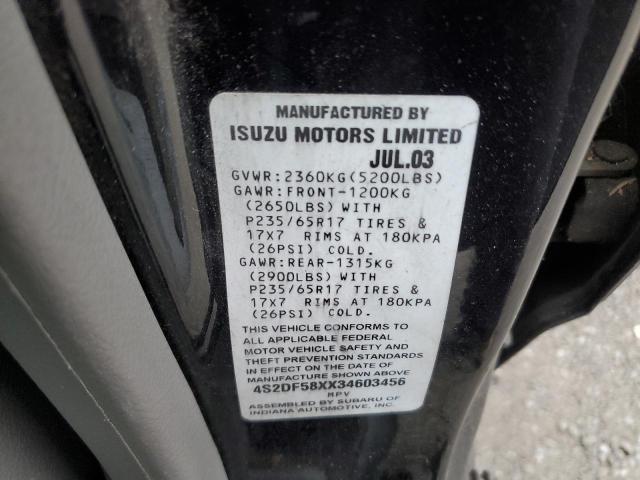 MANUFACTURED BY
ISUZU MOTORS LIMITED
JUL.03
GVWR:2360KG(5200LBS)
GAWR:FRONT-1200KG
(2650LBS) WITH
P235/65R17 TIRES &
17X7 RIMS AT 180KPA
(26PSI) COLD.
GAWR:REAR-1315KG
(2900LBS) WITH
P235/65R17 TIRES &
17X7 RIMS AT 180KPA
(26PSI) COLD.
THIS VEHICLE CONFORMS TO
ALL APPLICABLE FEDERAL
MOTOR VEHICLE SAFETY AND
THEFT PREVENTION STANDARDS
IN EFFECT ON THE DATE OF
MANUFACTURE SHOWN ABOVE
4S2DF58XX34603456
MPV
ASSEMBLED BY SUBARU OF
INDIANA AUTOMOTIVE, INC.